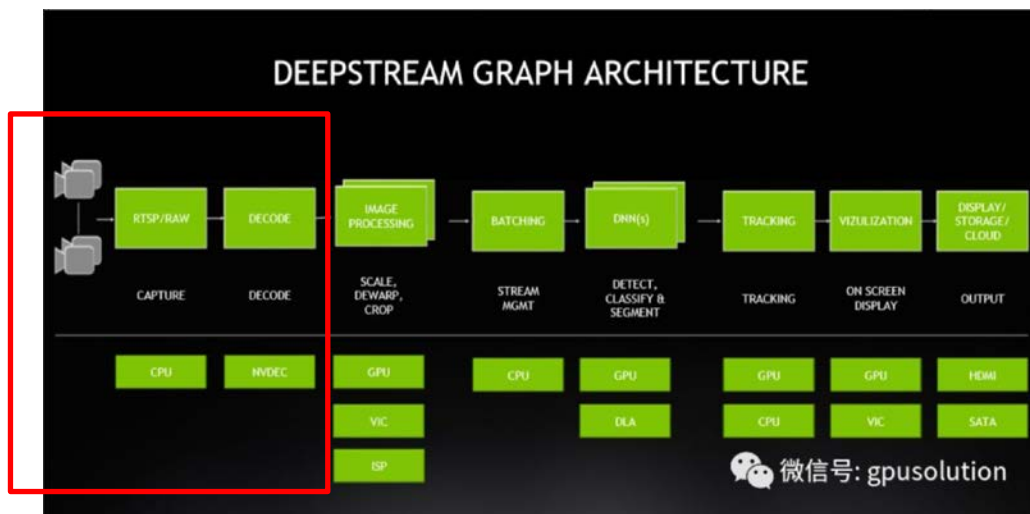 DEEPSTREAM GRAPH ARCHITECTURE
RTSP/RAW
DECODE
IMAGE
PROCESSING
BATCHING
DNN(s)
TRACKING
VIZULIZATION
DISPLAY/
STORAGE/
CLOUD
CAPTURE
DECODE
SCALE,
DEWARP,
CROP
STREAM
MGMT
DETECT,
CLASSIFY &
SEGMENT
TRACKING
ON SCREEN
DISPLAY
OUTPUT
CPU
NVDEC
GPU
CPU
GPU
GPU
GPU
HDMI
VIC
DLA
CPU
VIC
SATA
ISP
微信号: gpusolution